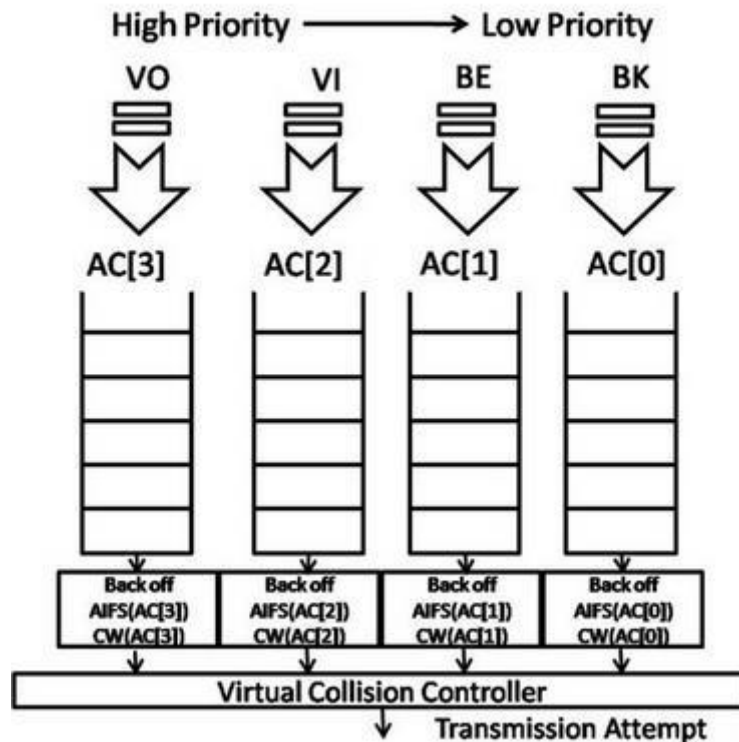 High Priority Low Priority
VO VI BE BK
AC[3] AC[2] AC[1] AC[0]
Back off Back off Back off Back off
AIFS(AC[3]) AIFS(AC[2]) AIFS(AC[1]) AIFS(AC[0])
CW(AC[3]) CW(AC[2]) CW(AC[1]) CW(AC[0])
Virtual Collision Controller
Transmission Attempt